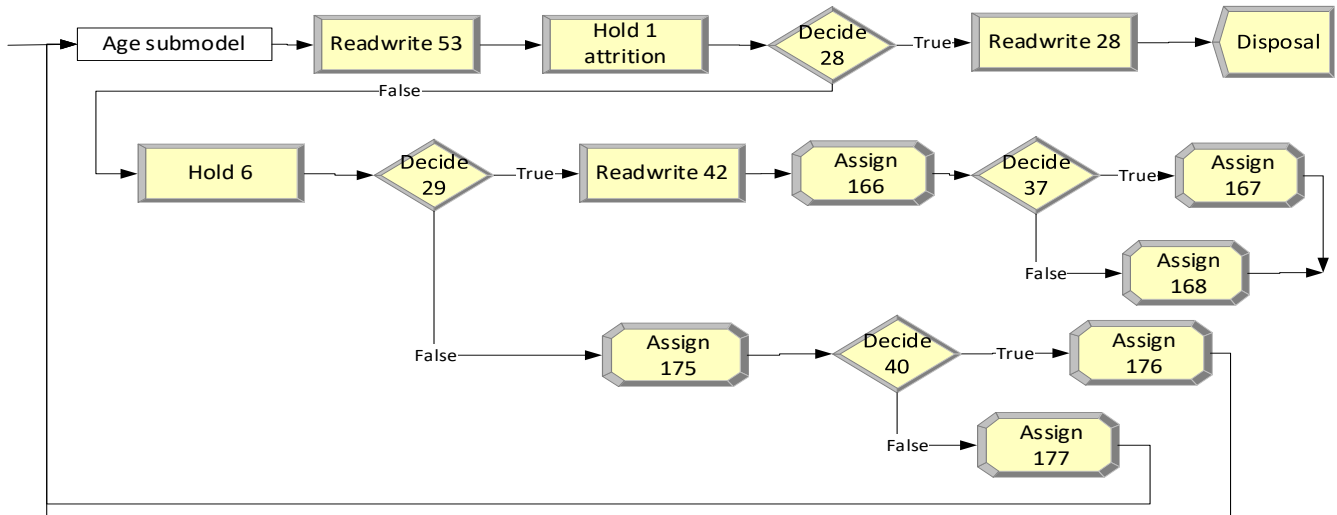 Age submodel
Readwrite 53
Hold 1
attrition
Decide
28
True
Readwrite 28
Disposal
False
Hold 6
Decide
29
True
Readwrite 42
Assign
166
Decide
37
True
Assign
167
False
Assign
168
False
Assign
175
Decide
40
True
Assign
176
False
Assign
177